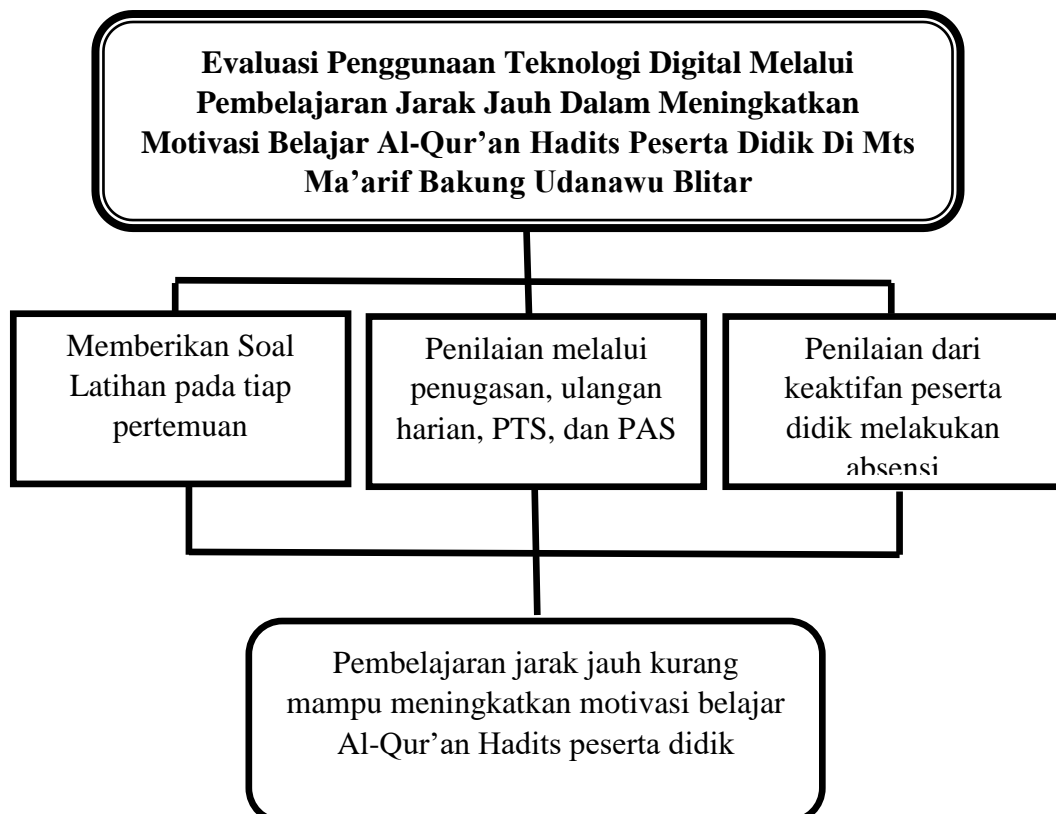 Evaluasi Penggunaan Teknologi Digital Melalui
Pembelajaran Jarak Jauh Dalam Meningkatkan
Motivasi Belajar Al-Qur’an Hadits Peserta Didik Di Mts
Ma’arif Bakung Udanawu Blitar
Memberikan Soal
Latihan pada tiap
pertemuan
Penilaian melalui
penugasan, ulangan
harian, PTS, dan PAS
Penilaian dari
keaktifan peserta
didik melakukan
absensi
Pembelajaran jarak jauh kurang
mampu meningkatkan motivasi belajar
Al-Qur’an Hadits peserta didik